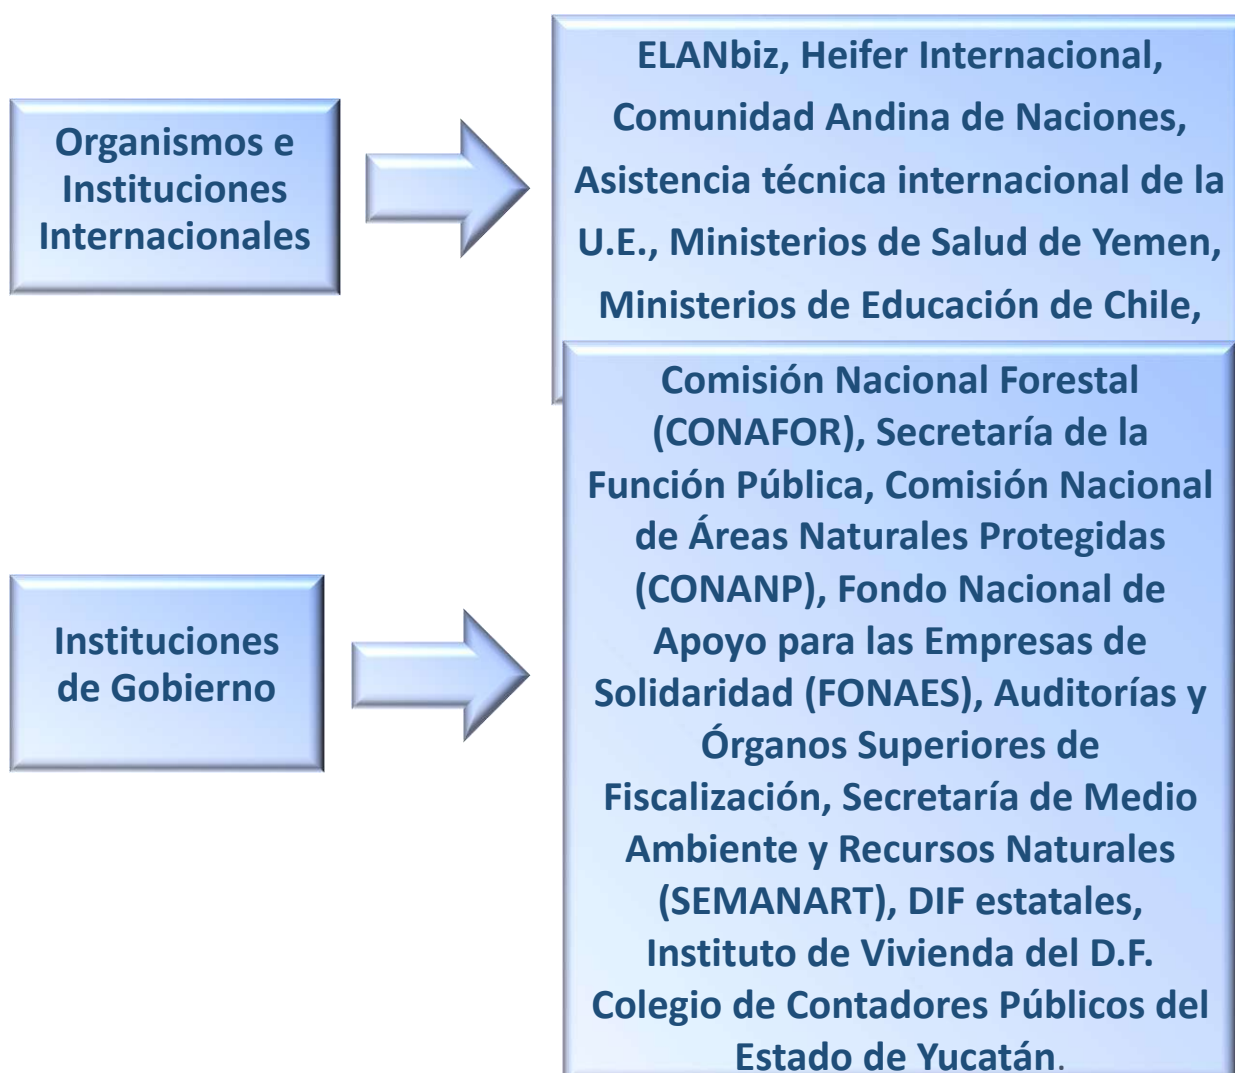 Organismos e
Instituciones
Internacionales
ELANbiz, Heifer Internacional,
Comunidad Andina de Naciones,
Asistencia técnica internacional de la
U.E., Ministerios de Salud de Yemen,
Ministerios de Educación de Chile,
Instituciones
de Gobierno
Comisión Nacional Forestal
(CONAFOR), Secretaría de la
Función Pública, Comisión Nacional
de Áreas Naturales Protegidas
(CONANP), Fondo Nacional de
Apoyo para las Empresas de
Solidaridad (FONAES), Auditorías y
Órganos Superiores de
Fiscalización, Secretaría de Medio
Ambiente y Recursos Naturales
(SEMANART), DIF estatales,
Instituto de Vivienda del D.F.
Colegio de Contadores Públicos del
Estado de Yucatán.